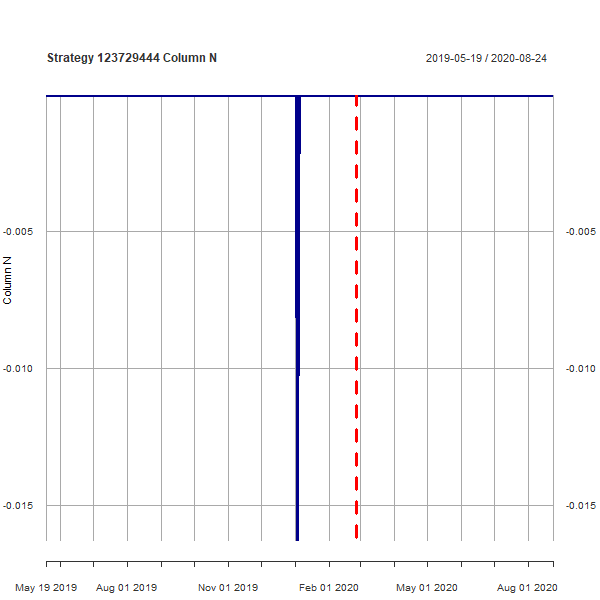 Strategy 123729444 Column N
2019-05-19 / 2020-08-24
-0.005
-0.005
Column N
-0.010
-0.010
-0.015
-0.015
May 19 2019
Aug 01 2019
Nov 01 2019
Feb 01 2020
May 01 2020
Aug 01 2020